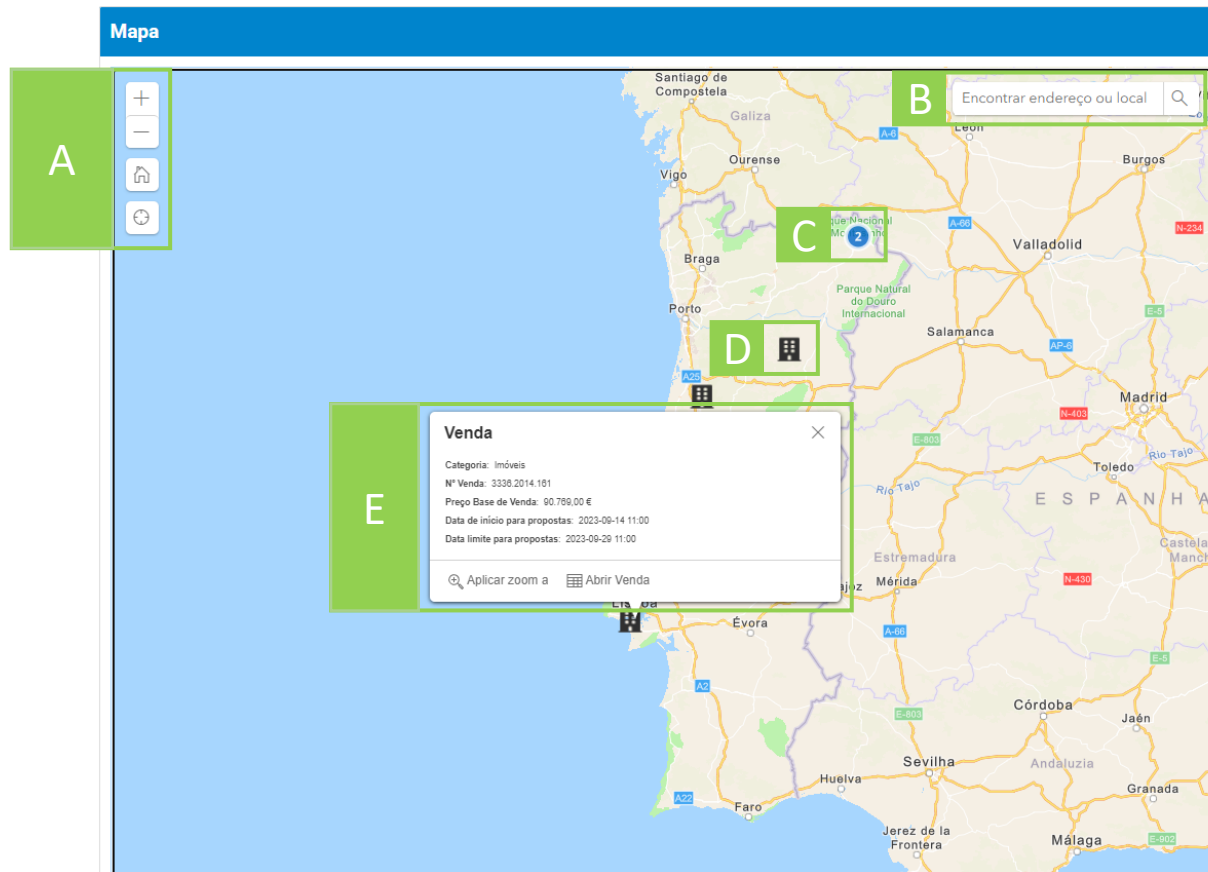 Mapa
A
+
−
B
Encontrar endereço ou local
Santiago de
Compostela
Galiza
A-6
León
Ourense
Burgos
Vigo
C
2
A-66
N-234
Valladolid
Braga
Parque Natural
do Douro
Internacional
Porto
E-5
D
Salamanca
AP-6
A25
Madrid
N-403
E-803
Toledo
Rio Tajo
Rio Tajo
E
Venda
Categoria: Imóveis
N° Venda: 3336.2014.161
Preço Base de Venda: 90.769,00 €
Data de início para propostas: 2023-09-14 11:00
Data limite para propostas: 2023-09-29 11:00
Aplicar zoom a
Abrir Venda
ESPANHA
Castela
Manch
Estremadura
Mérida
N-430
Évora
A-66
E-5
A2
E-803
Córdoba
Jaén
Sevilha
Andaluzia
Huelva
Granada
A22
Faro
Jerez de la
Frontera
Málaga
E-902